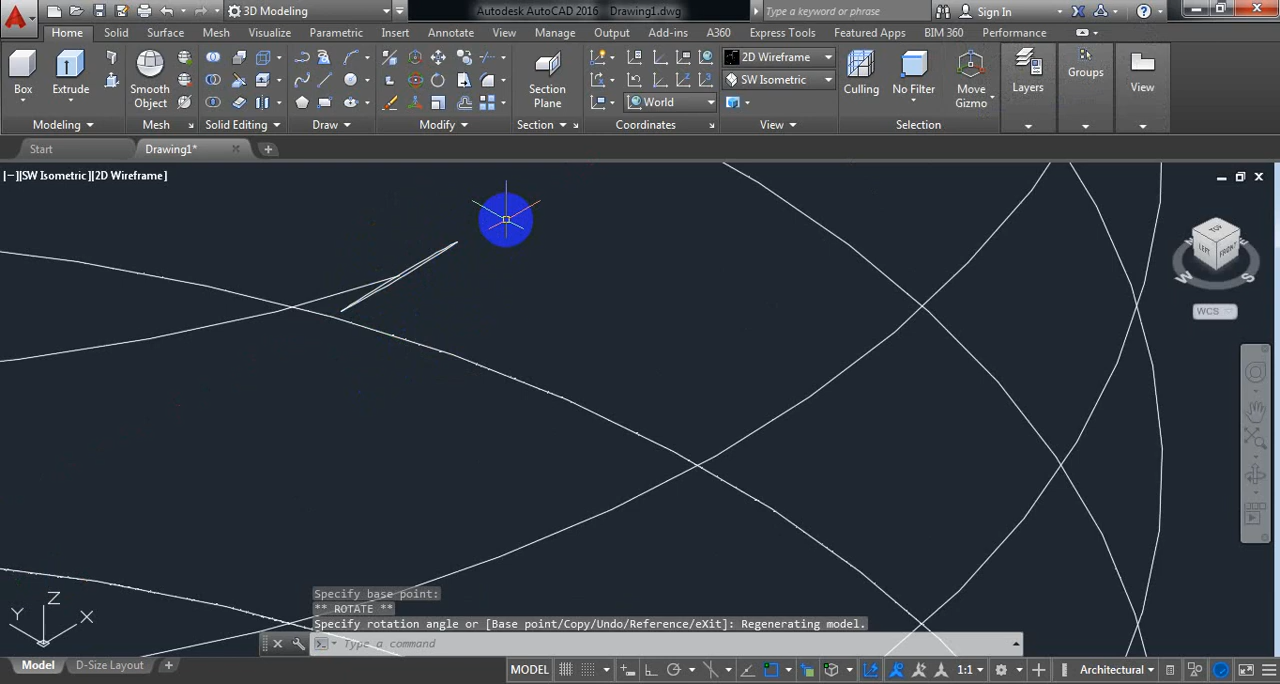 3D Modeling
Autodesk AutoCAD 2016 Drawing1.dwg
Type a keyword or phrase
Sign In
Home Solid Surface Mesh Visualize Parametric Insert Annotate View Manage Output Add-ins A360 Express Tools Featured Apps BIM 360 Performance
Box
Extrude
Smooth
Object
Section
Plane
World
2D Wireframe
SW Isometric
Culling
No Filter
Move
Gizmo
Layers
Groups
View
Modeling
Mesh
Solid Editing
Draw
Modify
Section
Coordinates
View
Selection
Start
Drawing1*
[−][SW Isometric][2D Wireframe]
TOP
LEFT
FRONT
W
S
WCS
Z
Y
X
Specify base point:
** ROTATE **
Specify rotation angle or [Base point/Copy/Undo/Reference/eXit]: Regenerating model.
Type a command
Model
D-Size Layout
MODEL
1:1
Architectural